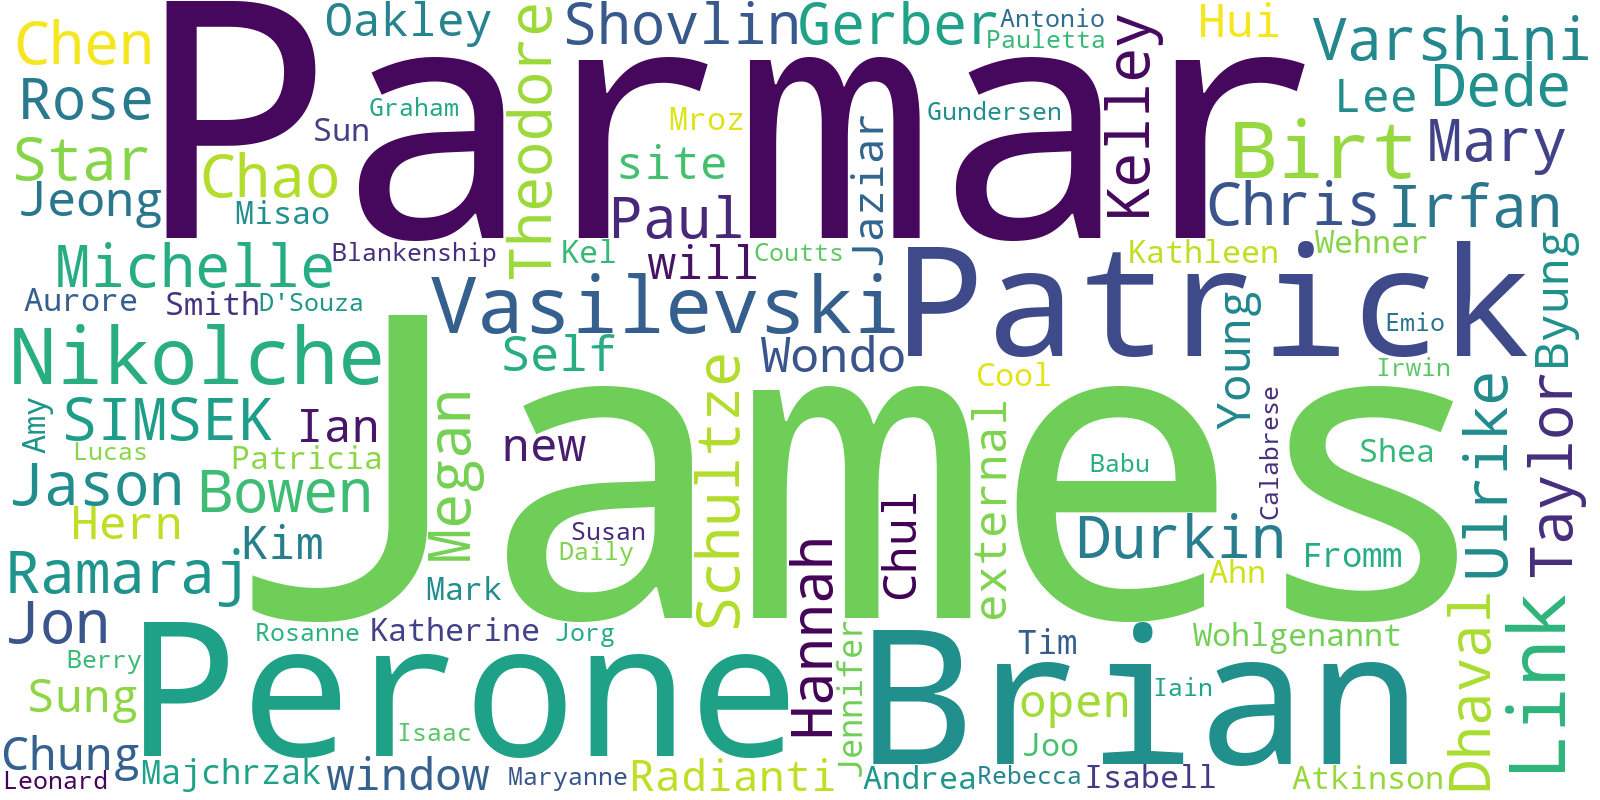 Parmar
James
Patrick
Perone
Brian
Chen
Oakley
Shovlin
Gerber
Antonio
Pauletta
Hui
Varshini
Rose
Sun
Graham
Theodore
Mroz
Gundersen
Kelley
Lee
Dede
Star
Chao
site
Jaziar
Birt
Mary
Jeong
Misao
Paul
Chris
Irfan
Michelle
Blankenship
Kel
will
Coutts
Kathleen
Wehner
Byung
Aurore
Smith
D'Souza
Vasilevski
Young
Emio
Nikolche
Self
Wondo
Cool
Irwin
Amy
SIMSEK
Ian
Megan
new
Schultze
external
Calabrese
Shea
Ulrike
Taylor
Lucas
Patricia
Babu
Jason
Bowen
Chul
Hern
Kim
Susan
Daily
Durkin
Fromm
Ramaraj
Mark
Hannah
Ahn
Jon
Rosanne
Katherine
Jorg
Jennifer
Tim
Wohlgenannt
Dhaval
Link
Berry
Sung
Isaac
open
Iain
Chung
Joo
Leonard
Majchrzak
window
Maryanne
Radianti
Andrea
Rebecca
Isabell
Atkinson